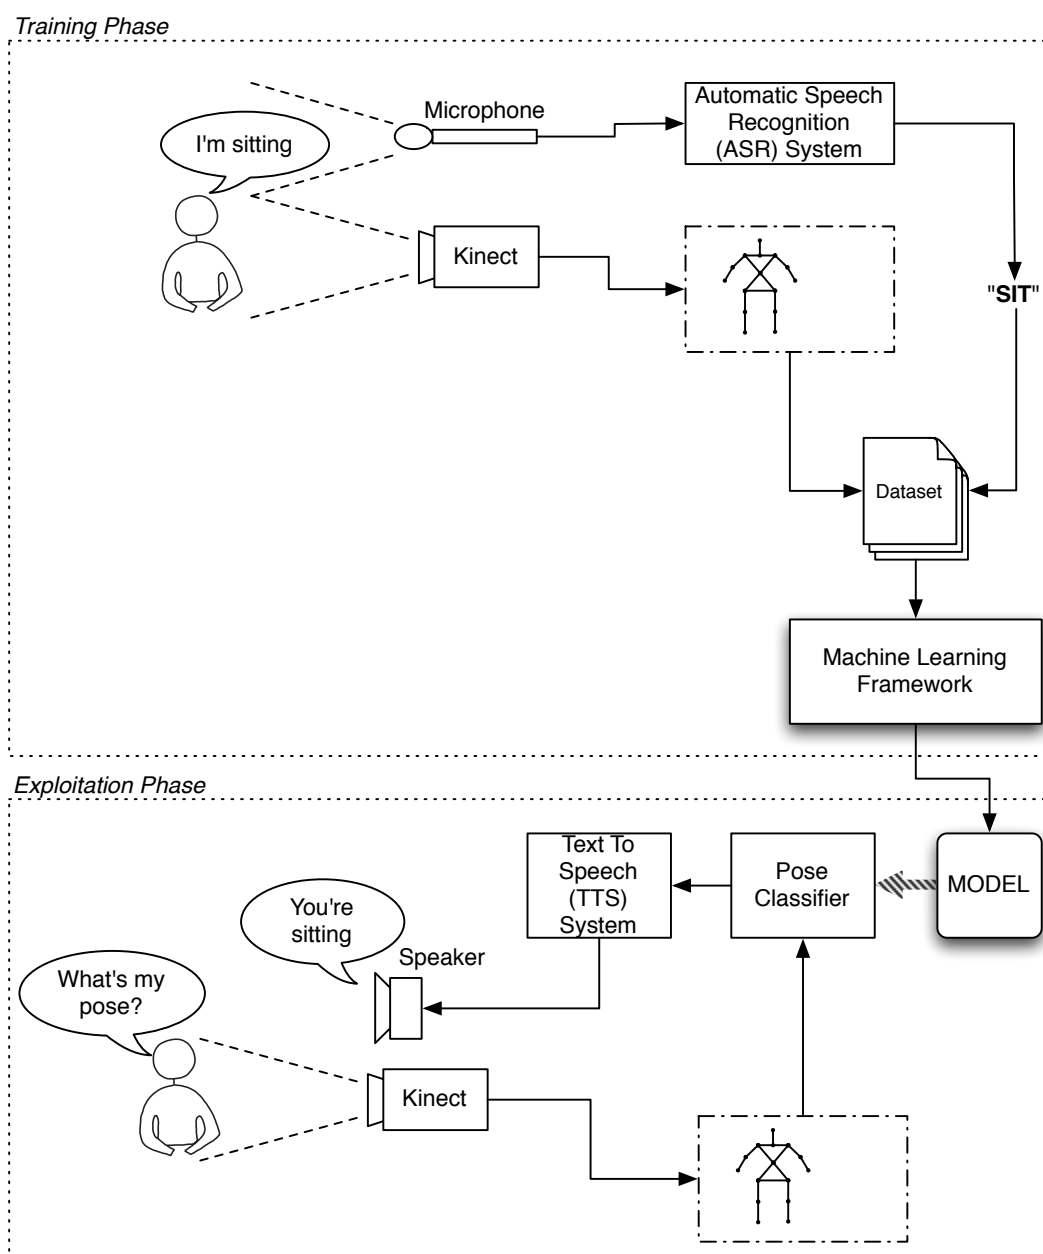 Training Phase
Microphone
Automatic Speech
Recognition
(ASR) System
I'm sitting
Kinect
"SIT"
Dataset
Machine Learning
Framework
Exploitation Phase
Text To
Speech
(TTS)
System
Pose
Classifier
MODEL
You're
sitting
Speaker
What's my
pose?
Kinect